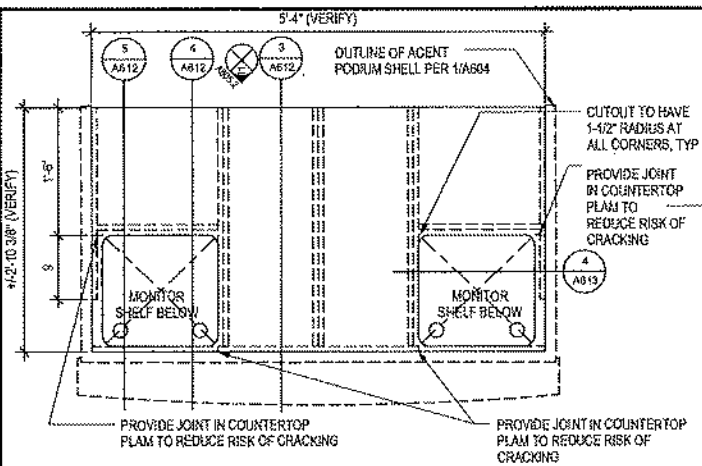 5'-4" (VERIFY)
5
A612
4
A612
3
A612
OUTLINE OF AGENT
PODIUM SHELL PER 1/A604
CUTOUT TO HAVE
1-1/2" RADIUS AT
ALL CORNERS, TYP
PROVIDE JOINT
IN COUNTERTOP
PLAM TO
REDUCE RISK OF
CRACKING
+/-2'-10 3/8" (VERIFY)
1'-6"
9
4
A613
MONITOR
SHELF BELOW
MONITOR
SHELF BELOW
PROVIDE JOINT IN COUNTERTOP
PLAM TO REDUCE RISK OF CRACKING
PROVIDE JOINT IN COUNTERTOP
PLAM TO REDUCE RISK OF
CRACKING